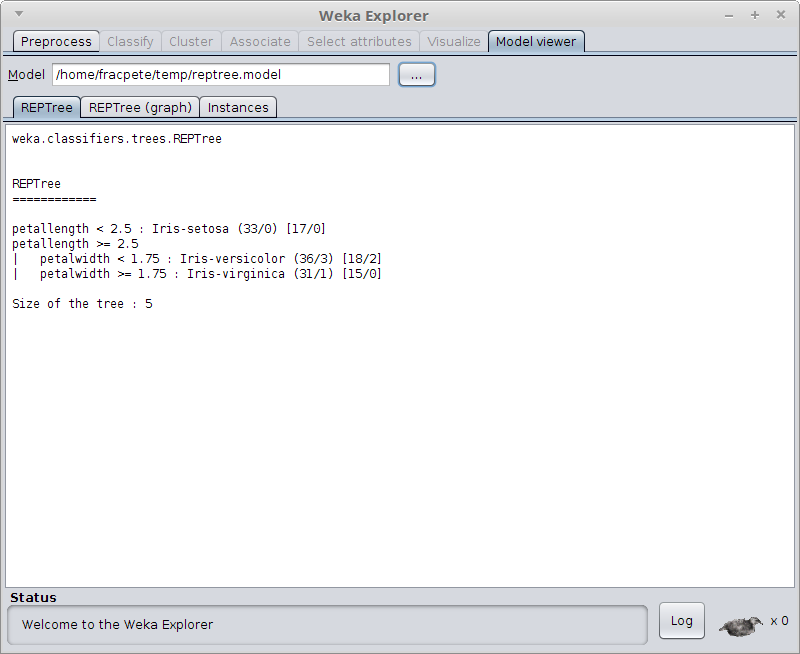 Weka Explorer
Preprocess Classify Cluster Associate Select attributes Visualize Model viewer
Model /home/fracpete/temp/reptree.model ...
REPTree REPTree (graph) Instances
weka.classifiers.trees.REPTree
REPTree
============
petallength < 2.5 : Iris-setosa (33/0) [17/0]
petallength >= 2.5
|   petalwidth < 1.75 : Iris-versicolor (36/3) [18/2]
|   petalwidth >= 1.75 : Iris-virginica (31/1) [15/0]
Size of the tree : 5
Status
Welcome to the Weka Explorer
Log x 0